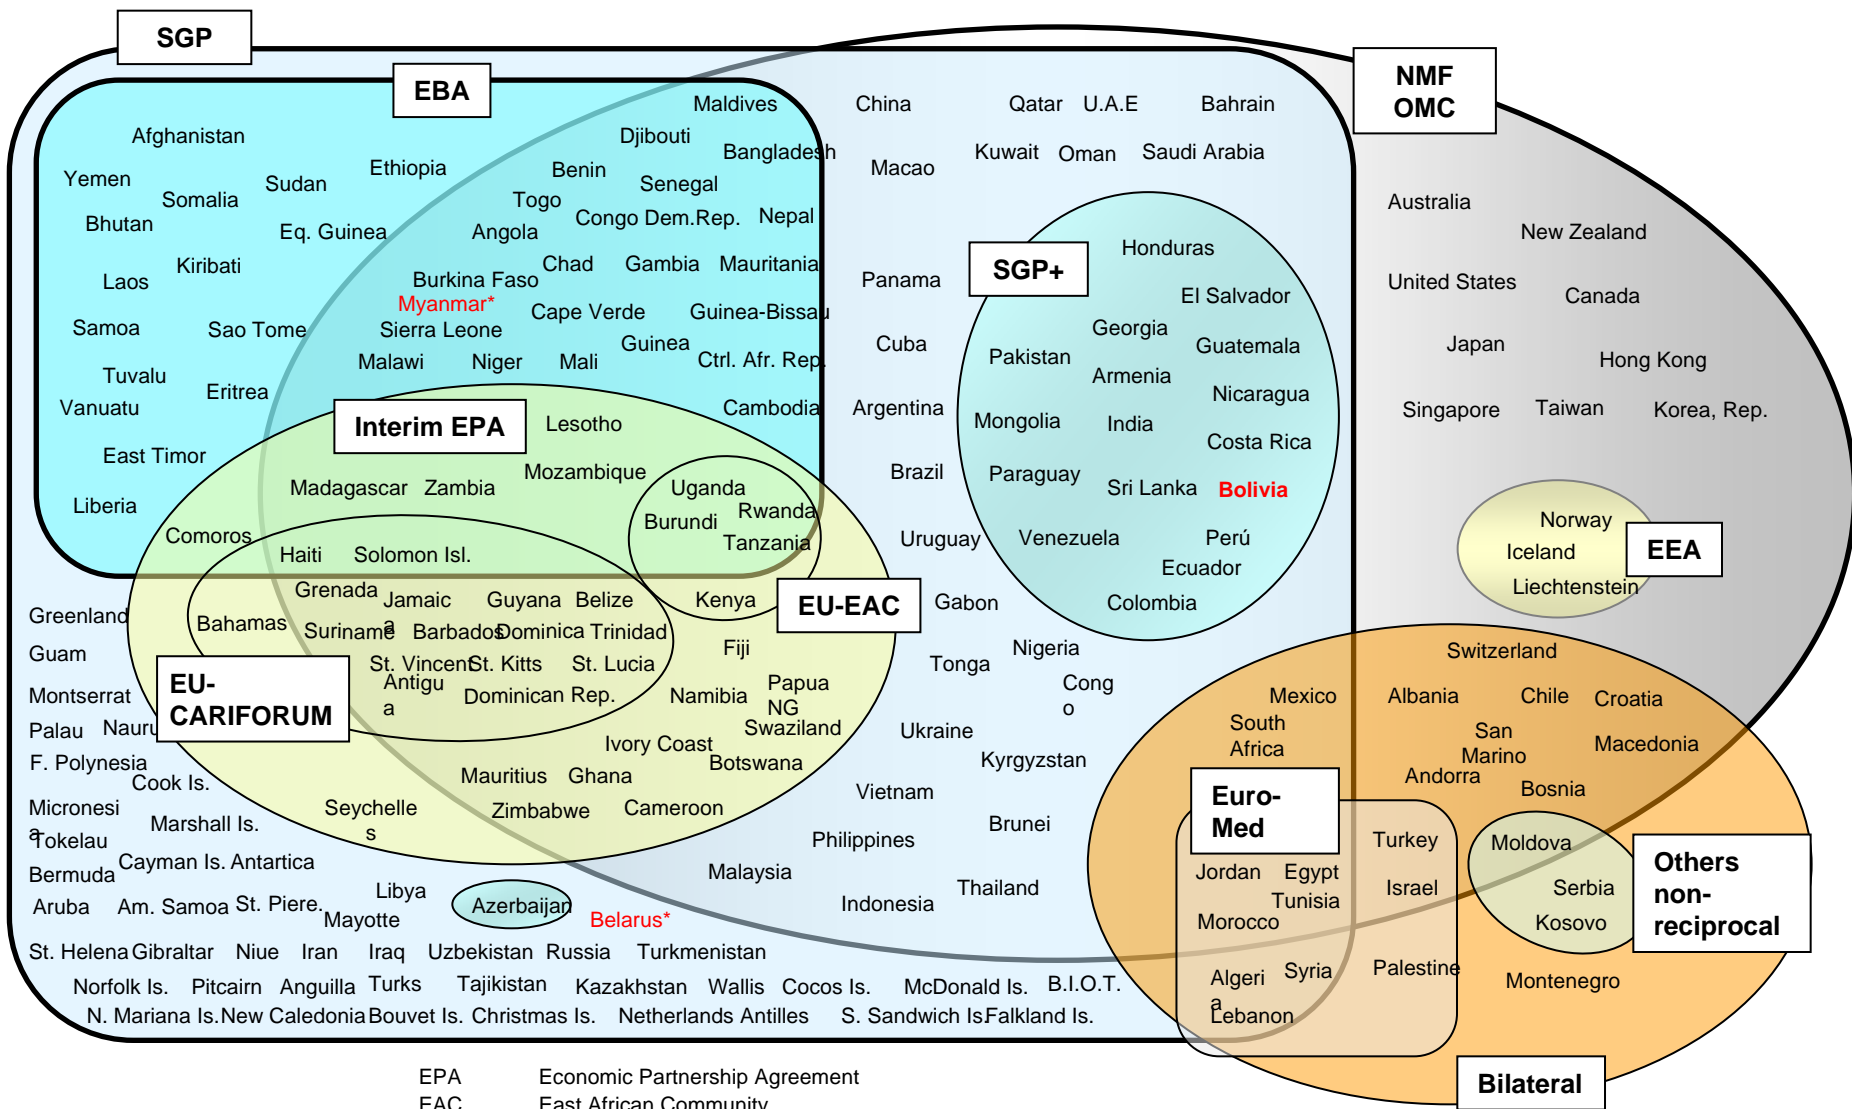 SGP
EBA
NMF
OMC
Maldives
China
Qatar
U.A.E
Bahrain
Afghanistan
Djibouti
Bangladesh
Kuwait
Oman
Saudi Arabia
Yemen
Somalia
Sudan
Ethiopia
Benin
Senegal
Macao
Australia
Bhutan
Eq. Guinea
Togo
Congo Dem.Rep.
Nepal
Angola
New Zealand
Honduras
SGP+
Laos
Kiribati
Chad
Gambia
Mauritania
Burkina Faso
Myanmar*
Panama
El Salvador
United States
Canada
Samoa
Sao Tome
Sierra Leone
Cape Verde
Guinea-Bissau
Cuba
Georgia
Guatemala
Japan
Hong Kong
Malawi
Niger
Mali
Guinea
Ctrl. Afr. Rep.
Pakistan
Armenia
Nicaragua
Tuvalu
Eritrea
Vanuatu
Cambodia
Argentina
Mongolia
India
Costa Rica
Singapore
Taiwan
Korea, Rep.
Interim EPA
Lesotho
East Timor
Mozambique
Brazil
Paraguay
Sri Lanka
Bolivia
Liberia
Madagascar
Zambia
Uganda
Rwanda
Burundi
Tanzania
Comoros
Haiti
Solomon Isl.
Uruguay
Venezuela
Perú
Ecuador
Colombia
Norway
Iceland
Liechtenstein
EEA
Greenland
Grenada
Jamaic
a
Guyana
Belize
Kenya
EU-EAC
Gabon
Bahamas
Suriname
Barbados
Dominica
Trinidad
Guam
St. Vincent
St. Kitts
St. Lucia
Fiji
Tonga
Nigeria
Switzerland
EU-
CARIFORUM
Antigu
a
Dominican Rep.
Namibia
Papua
NG
Cong
o
Mexico
Albania
Chile
Croatia
Montserrat
Palau
Nauru
Swaziland
Ukraine
South
Africa
San
Marino
Macedonia
F. Polynesia
Cook Is.
Ivory Coast
Botswana
Kyrgyzstan
Andorra
Bosnia
Mauritius
Ghana
Micronesi
a
Marshall Is.
Seychelle
s
Zimbabwe
Cameroon
Vietnam
Brunei
Euro-
Med
Tokelau
Philippines
Turkey
Moldova
Others
non-
reciprocal
Cayman Is.
Antartica
Bermuda
Malaysia
Jordan
Egypt
Israel
Serbia
Libya
Thailand
Tunisia
Aruba
Am. Samoa
St. Piere.
Mayotte
Azerbaijan
Belarus*
Indonesia
Morocco
Kosovo
St. Helena
Gibraltar
Niue
Iran
Iraq
Uzbekistan
Russia
Turkmenistan
Syria
Palestine
Montenegro
Norfolk Is.
Pitcairn
Anguilla
Turks
Tajikistan
Kazakhstan
Wallis
Cocos Is.
McDonald Is.
B.I.O.T.
Algeri
a
N. Mariana Is.
New Caledonia
Bouvet Is.
Christmas Is.
Netherlands Antilles
S. Sandwich Is.
Falkland Is.
Lebanon
Bilateral
EPA Economic Partnership Agreement
EAC East African Community